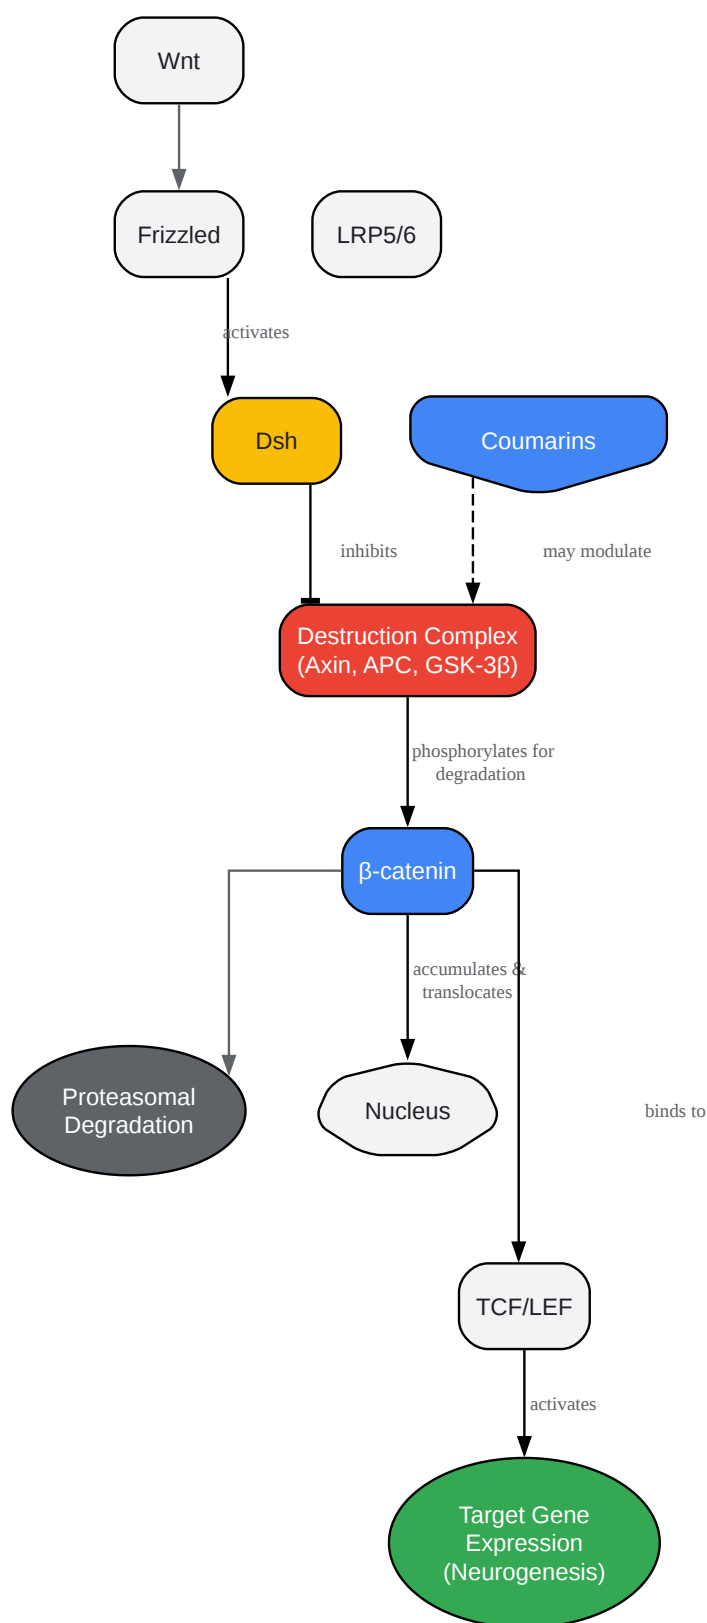 Wnt
Frizzled
LRP5/6
activates
Dsh
Coumarins
inhibits
may modulate
Destruction Complex
(Axin, APC, GSK-3β)
phosphorylates for
degradation
β-catenin
accumulates &
translocates
Proteasomal
Degradation
Nucleus
binds to
TCF/LEF
activates
Target Gene
Expression
(Neurogenesis)